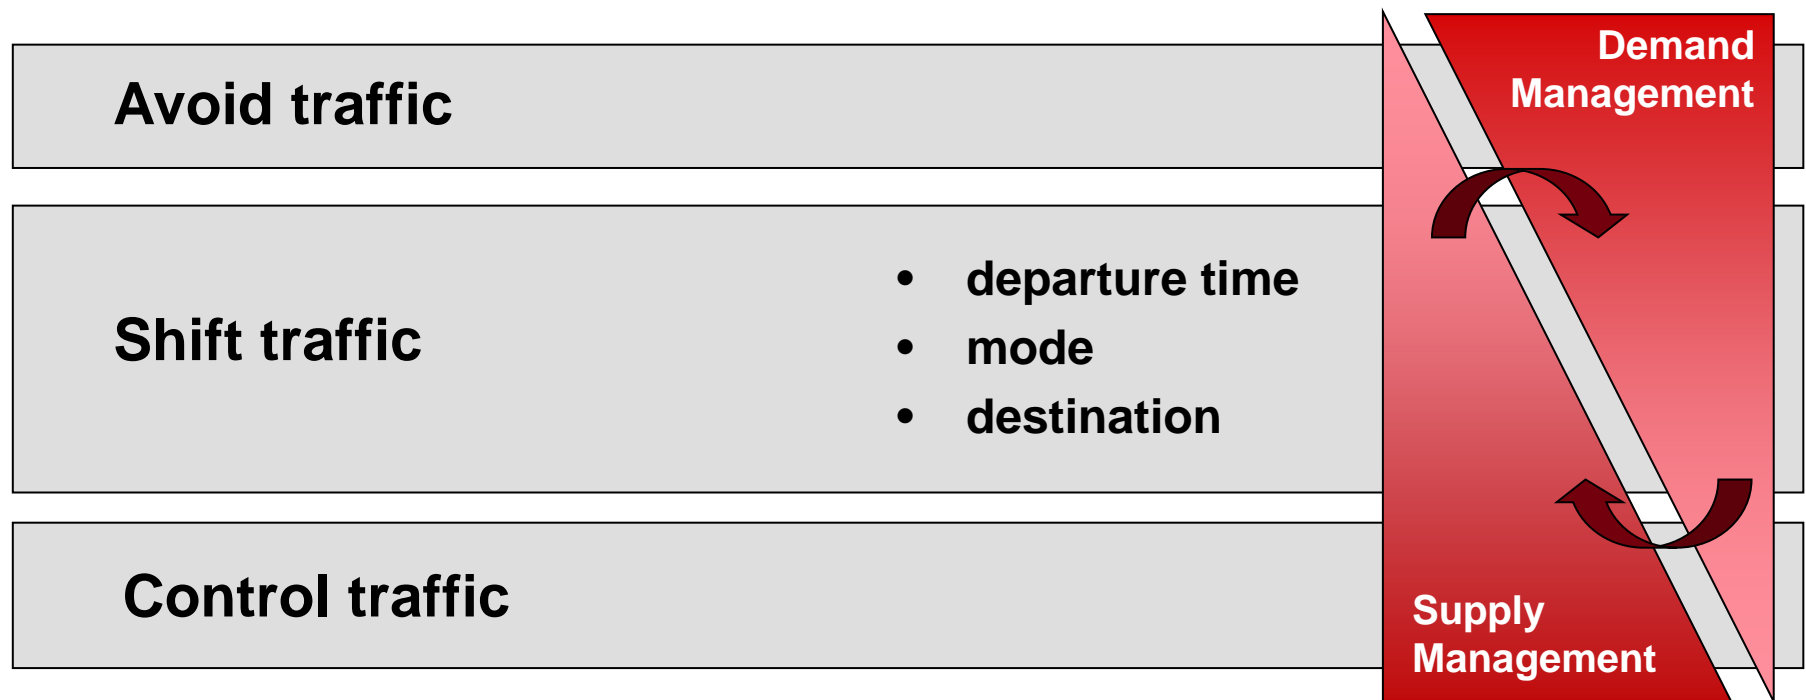 Demand
Management
Avoid traffic
Shift traffic
• departure time
• mode
• destination
Control traffic
Supply
Management